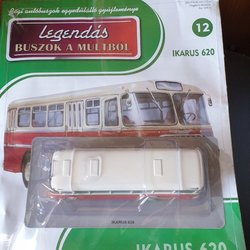 Régi autóbuszok egyedülálló gyűjteménye
Legendás
BUSZOK A MÚLTBÓL
12
IKARUS 620
IKARUS 620
IKARUS 620